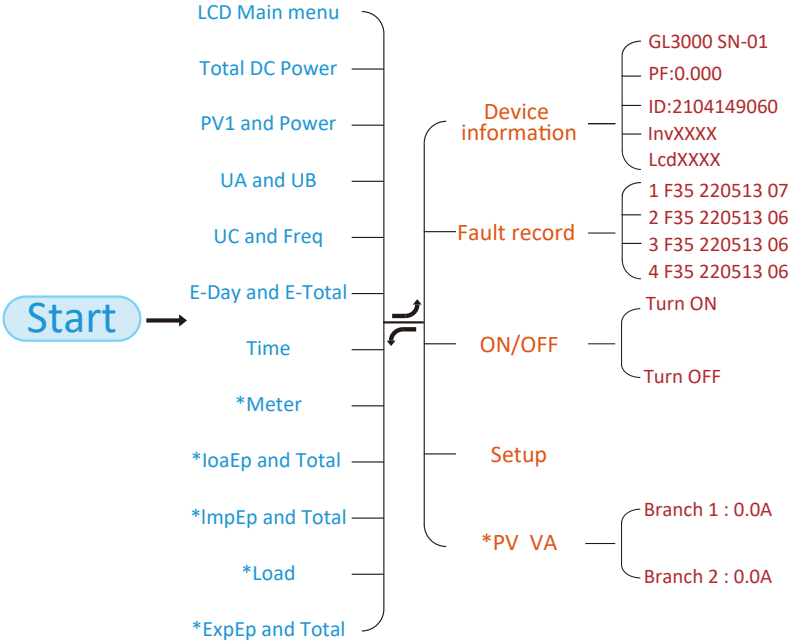 Start
LCD Main menu
Total DC Power
PV1 and Power
UA and UB
UC and Freq
E-Day and E-Total
Time
*Meter
*IoaEp and Total
*ImpEp and Total
*Load
*ExpEp and Total
Device
information
Fault record
ON/OFF
Setup
*PV VA
GL3000 SN-01
PF:0.000
ID:2104149060
InvXXXX
LcdXXXX
1 F35 220513 07
2 F35 220513 06
3 F35 220513 06
4 F35 220513 06
Turn ON
Turn OFF
Branch 1 : 0.0A
Branch 2 : 0.0A